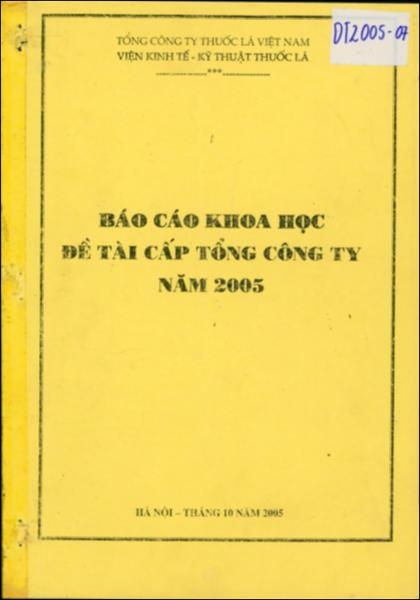 ĐT2005-07
TỔNG CÔNG TY THUỐC LÁ VIỆT NAM
VIỆN KINH TẾ - KỸ THUẬT THUỐC LÁ
***
BÁO CÁO KHOA HỌC
ĐỀ TÀI CẤP TỔNG CÔNG TY
NĂM 2005
HÀ NỘI – THÁNG 10 NĂM 2005